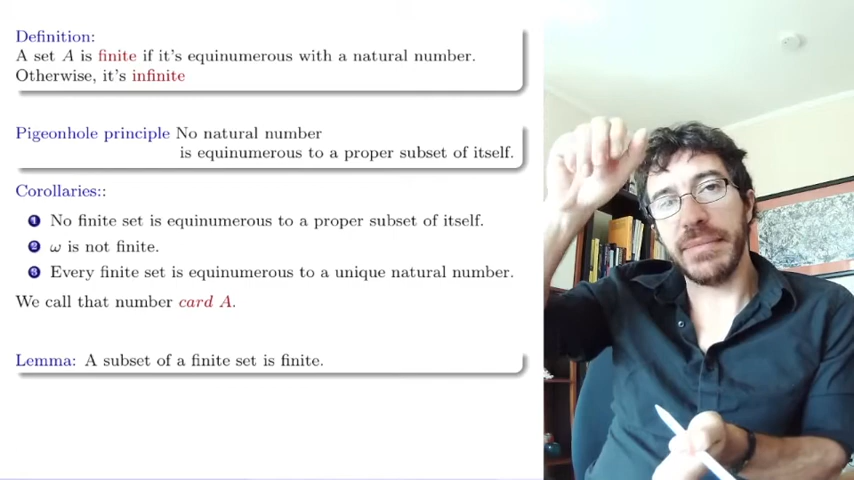 Definition:
A set A is finite if it's equinumerous with a natural number.
Otherwise, it's infinite
Pigeonhole principle No natural number
is equinumerous to a proper subset of itself.
Corollaries::
1 No finite set is equinumerous to a proper subset of itself.
2 ω is not finite.
3 Every finite set is equinumerous to a unique natural number.
We call that number card A.
Lemma: A subset of a finite set is finite.